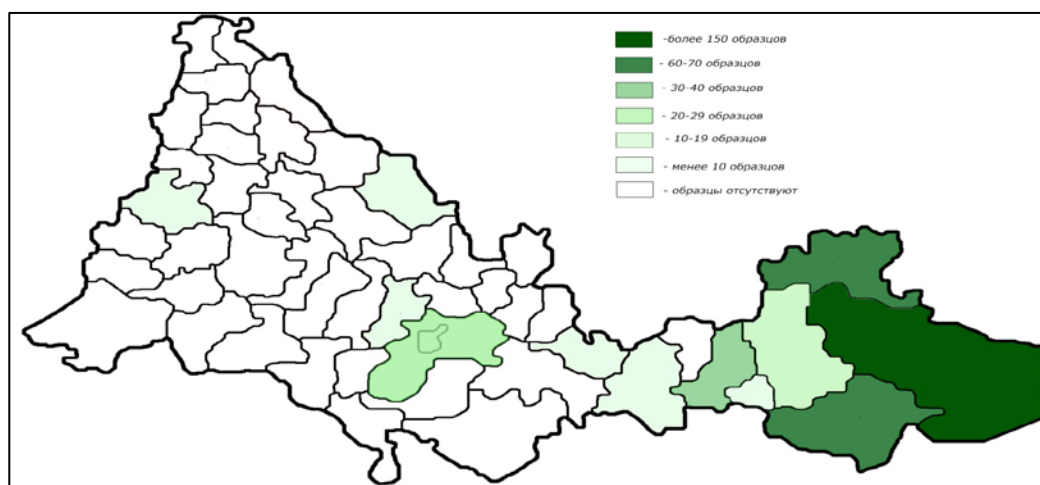 -более 150 образцов
- 60-70 образцов
- 30-40 образцов
- 20-29 образцов
- 10-19 образцов
- менее 10 образцов
- образцы отсутствуют